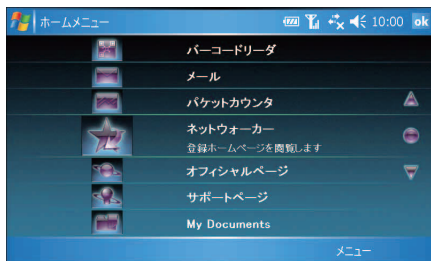 ホームメニュー 10:00 ok
バーコードリーダ
メール
パケットカウンタ
ネットウォーカー
登録ホームページを閲覧します
オフィシャルページ
サポートページ
My Documents
メニュー